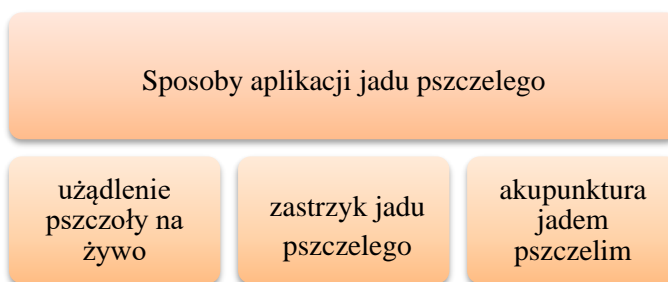 Sposoby aplikacji jadu pszczelego
użądlenie
pszczoły na
żywo
zastrzyk jadu
pszczelego
akupunktura
jadem
pszczelim